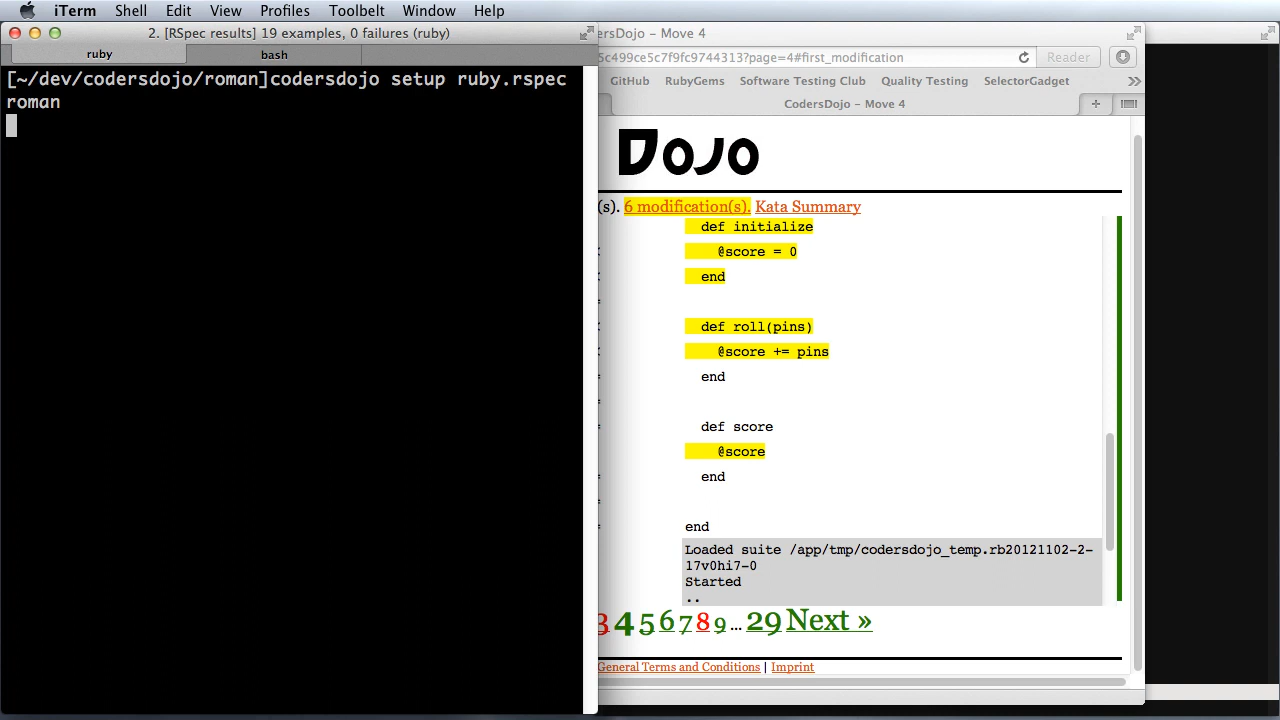 iTerm Shell Edit View Profiles Toolbelt Window Help
2. [RSpec results] 19 examples, 0 failures (ruby)
ruby bash
[~/dev/codersdojo/roman]codersdojo setup ruby.rspec
roman
ersDojo - Move 4
5c499ce5c7f9fc9744313?page=4#first_modification Reader
GitHub RubyGems Software Testing Club Quality Testing SelectorGadget »
CodersDojo - Move 4 +
Dojo
(s). 6 modification(s). Kata Summary
def initialize
@score = 0
end
def roll(pins)
@score += pins
end
def score
@score
end
end
Loaded suite /app/tmp/codersdojo_temp.rb20121102-2-
17v0hi7-0
Started
..
3 4 5 6 7 8 9 ... 29 Next »
General Terms and Conditions | Imprint